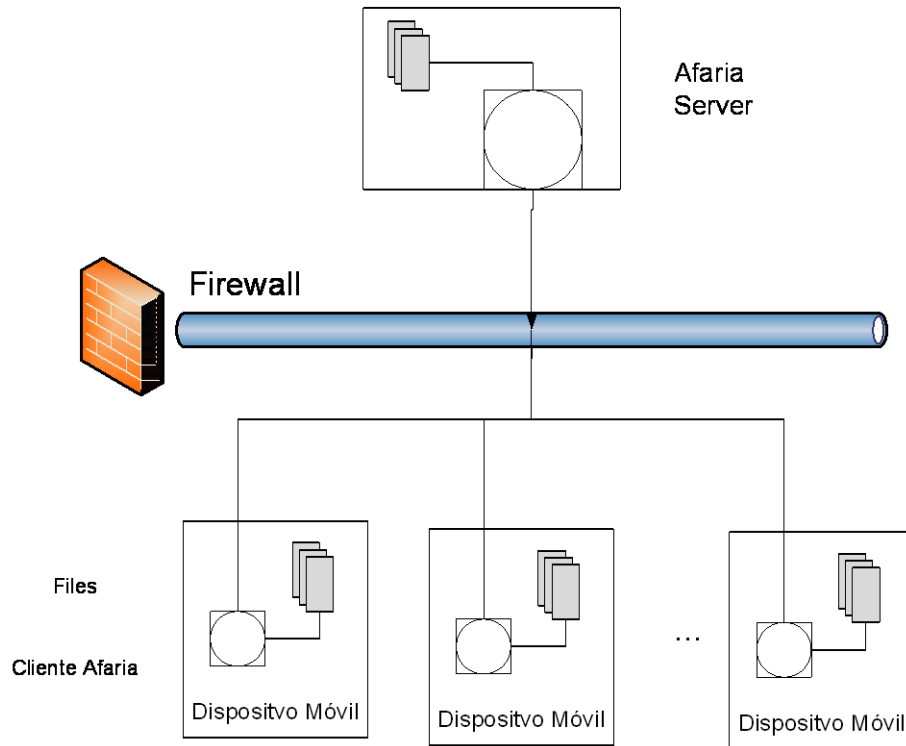 Afaria
Server
Firewall
Files
Cliente Afaria
...
Dispositvo Móvil
Dispositvo Móvil
Dispositvo Móvil